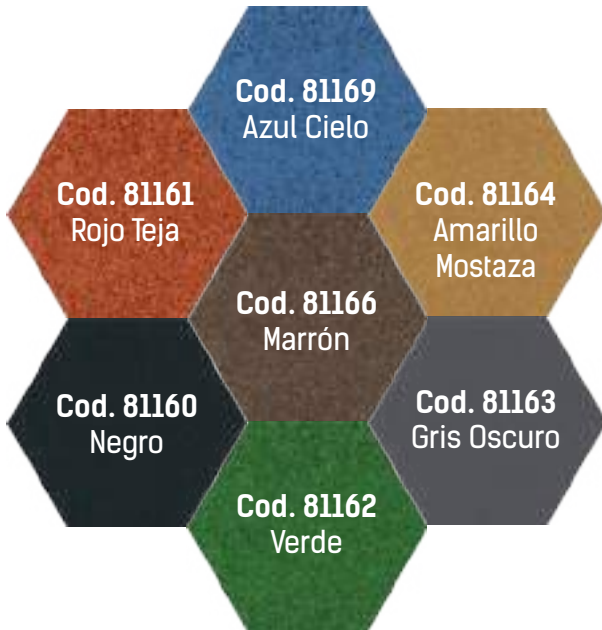 Cod. 81169
Azul Cielo
Cod. 81161
Rojo Teja
Cod. 81164
Amarillo
Mostaza
Cod. 81166
Marrón
Cod. 81160
Negro
Cod. 81163
Gris Oscuro
Cod. 81162
Verde